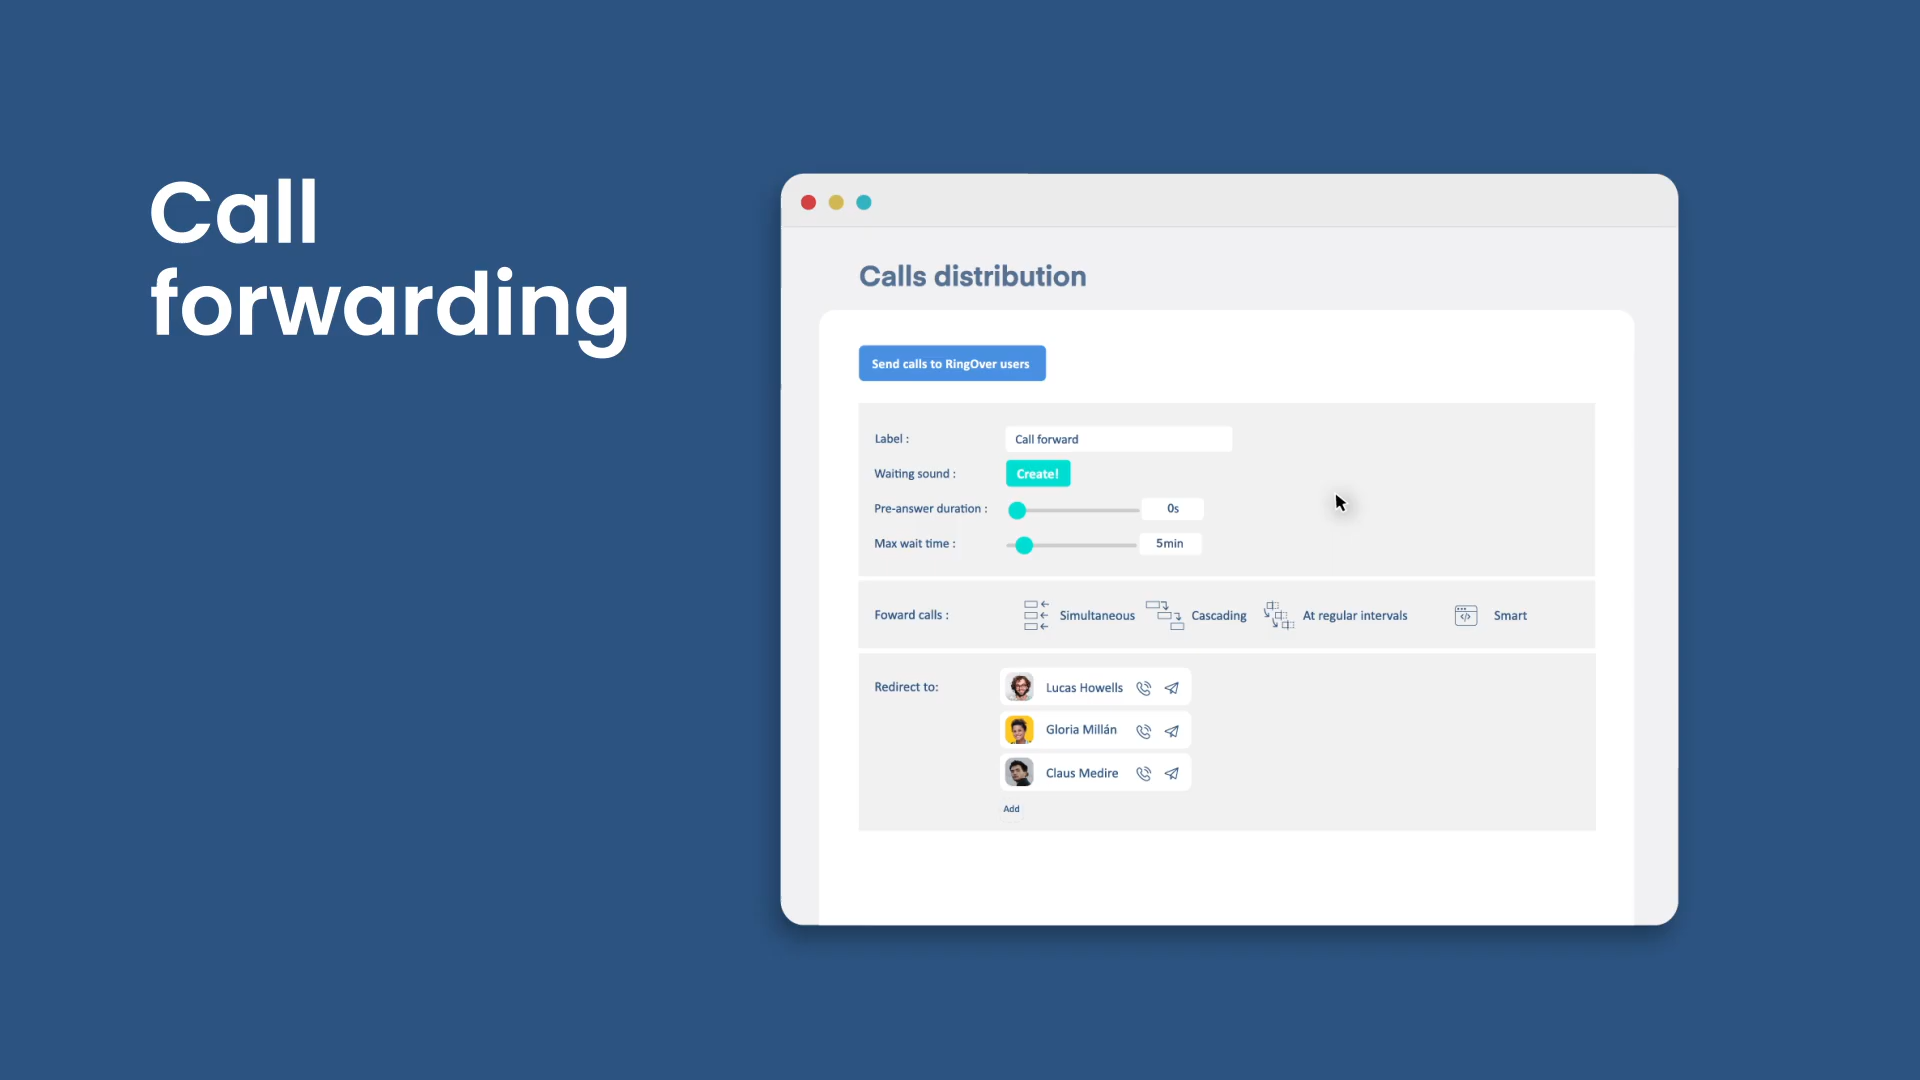 Call
forwarding
Calls distribution
Send calls to RingOver users
Label :
Call forward
Waiting sound :
Create!
Pre-answer duration :
0s
Max wait time :
5min
Foward calls :
Simultaneous
Cascading
At regular intervals
Smart
Redirect to:
Lucas Howells
Gloria Millán
Claus Medire
Add